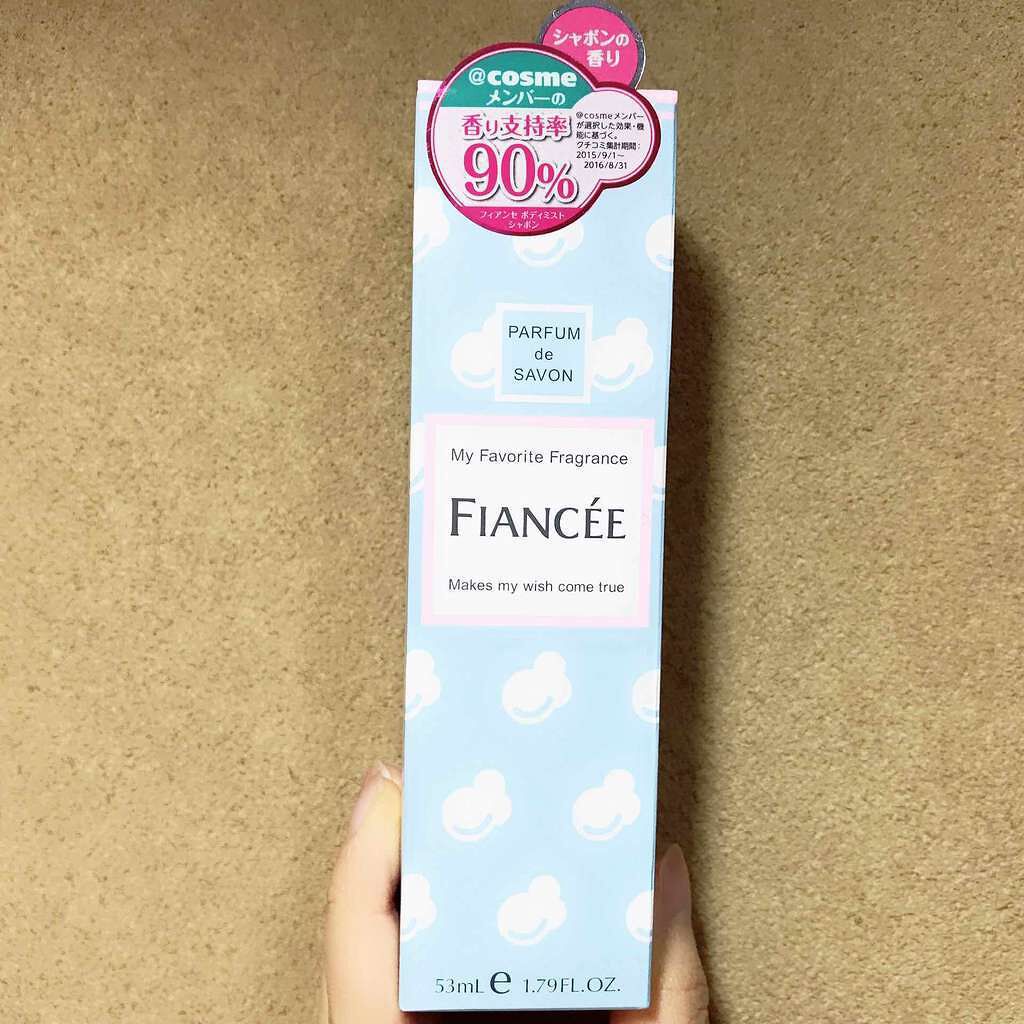 シャボンの
香り
@cosme
メンバーの
香り支持率
90%
@cosmeメンバー
が選択した効果・機
能に基づく。
クチコミ集計期間:
2015/9/1~
2016/8/31
フィアンセ ボディミスト
シャボン
PARFUM
de
SAVON
My Favorite Fragrance
FIANCÉE
Makes my wish come true
53mL e 1.79FL.OZ.